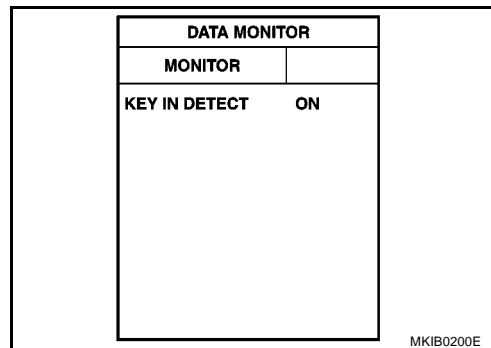 DATA MONITOR
MONITOR
KEY IN DETECT ON
MKIB0200E